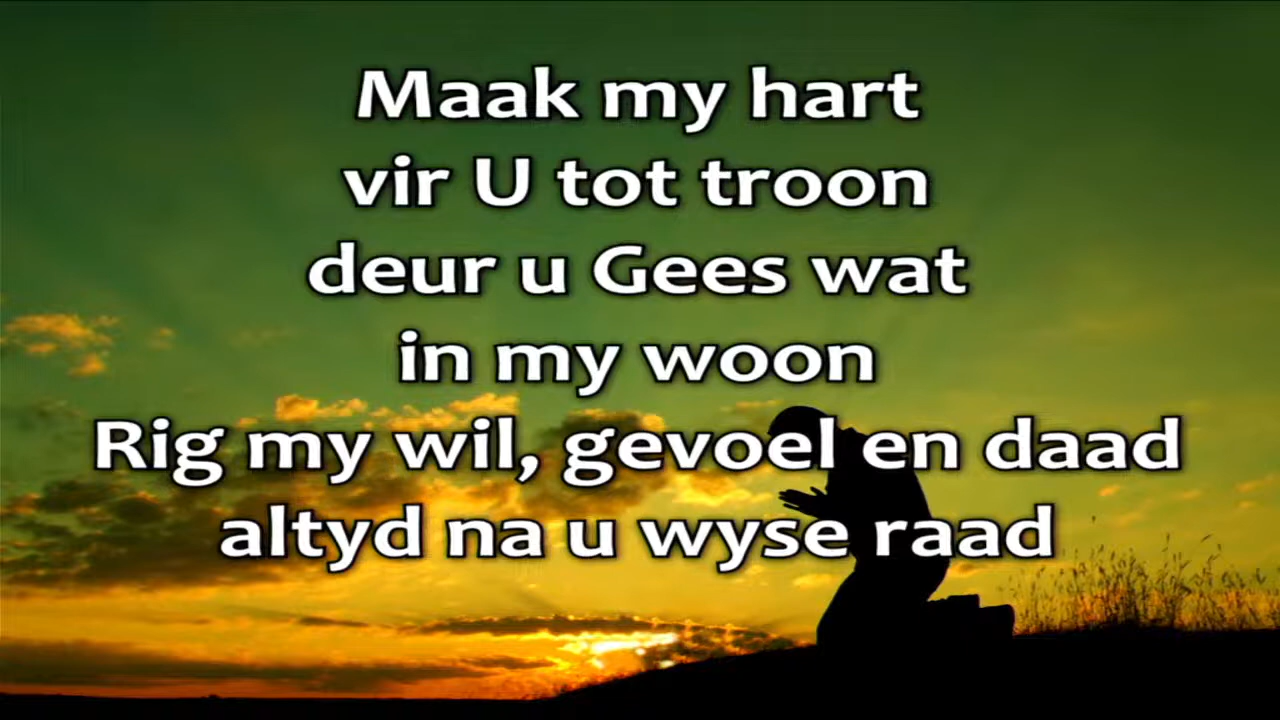 Maak my hart
vir U tot troon
deur u Gees wat
in my woon
Rig my wil, gevoel en daad
altyd na u wyse raad